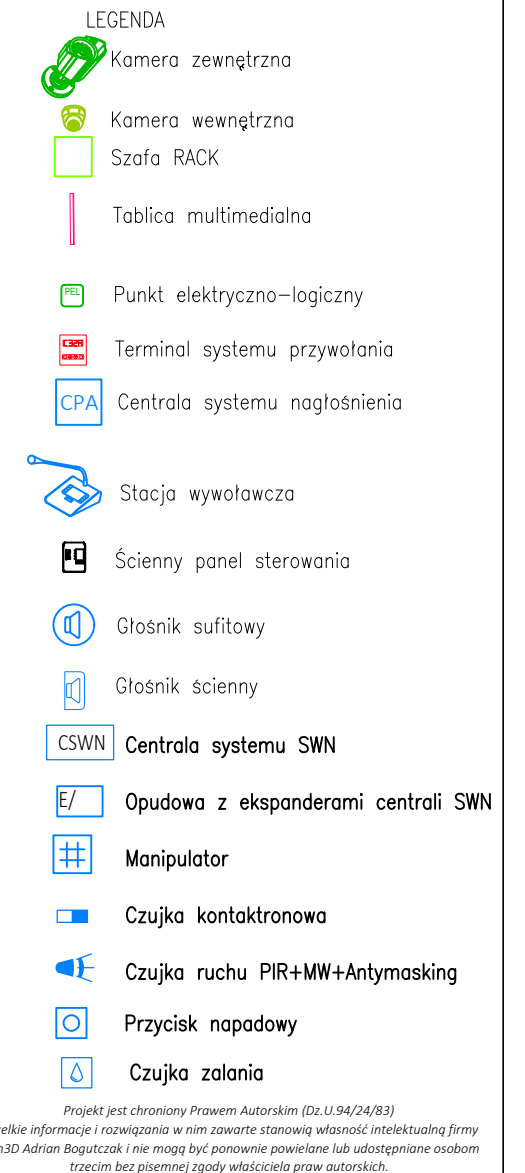 LEGENDA
Kamera zewnętrzna
Kamera wewnętrzna
Szafa RACK
Tablica multimedialna
PEL Punkt elektryczno-logiczny
Terminal systemu przywołania
CPA Centrala systemu nagłośnienia
Stacja wywoławcza
Ścienny panel sterowania
Głośnik sufitowy
Głośnik ścienny
CSWN Centrala systemu SWN
E/ Opudowa z ekspanderami centrali SWN
Manipulator
Czujka kontaktronowa
Czujka ruchu PIR+MW+Antymasking
Przycisk napadowy
Czujka zalania
Projekt jest chroniony Prawem Autorskim (Dz.U.94/24/83)
elkie informacje i rozwiązania w nim zawarte stanowią własność intelektualną firmy
n3D Adrian Bogutczak i nie mogą być ponownie powielane lub udostępniane osobom
trzecim bez pisemnej zgody właściciela praw autorskich.